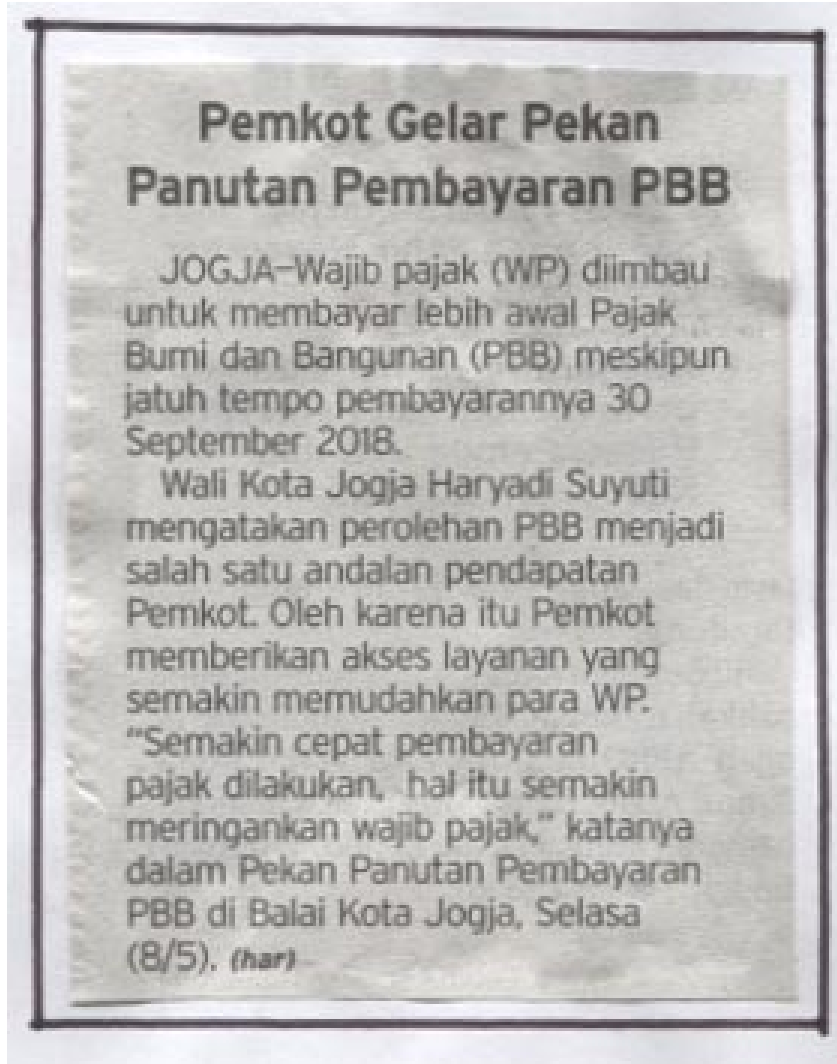 Pemkot Gelar Pekan
Panutan Pembayaran PBB
JOGJA–Wajib pajak (WP) diimbau
untuk membayar lebih awal Pajak
Bumi dan Bangunan (PBB) meskipun
jatuh tempo pembayarannya 30
September 2018.
Wali Kota Jogja Haryadi Suyuti
mengatakan perolehan PBB menjadi
salah satu andalan pendapatan
Pemkot. Oleh karena itu Pemkot
memberikan akses layanan yang
semakin memudahkan para WP.
“Semakin cepat pembayaran
pajak dilakukan, hal itu semakin
meringankan wajib pajak,” katanya
dalam Pekan Panutan Pembayaran
PBB di Balai Kota Jogja, Selasa
(8/5). (har)